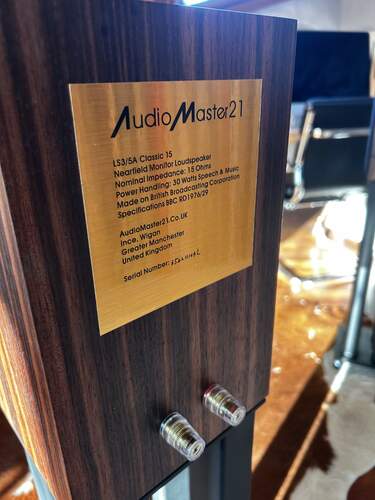 AudioMaster21
LS3/5A Classic 15
Nearfield Monitor Loudspeaker
Nominal Impedance: 15 Ohms
Power Handling: 30 Watts Speech & Music
Made on British Broadcasting Corporation
Specifications BBC RD1976/29
AudioMaster21.Co.UK
Ince, Wigan
Greater Manchester
United Kingdom
Serial Number: